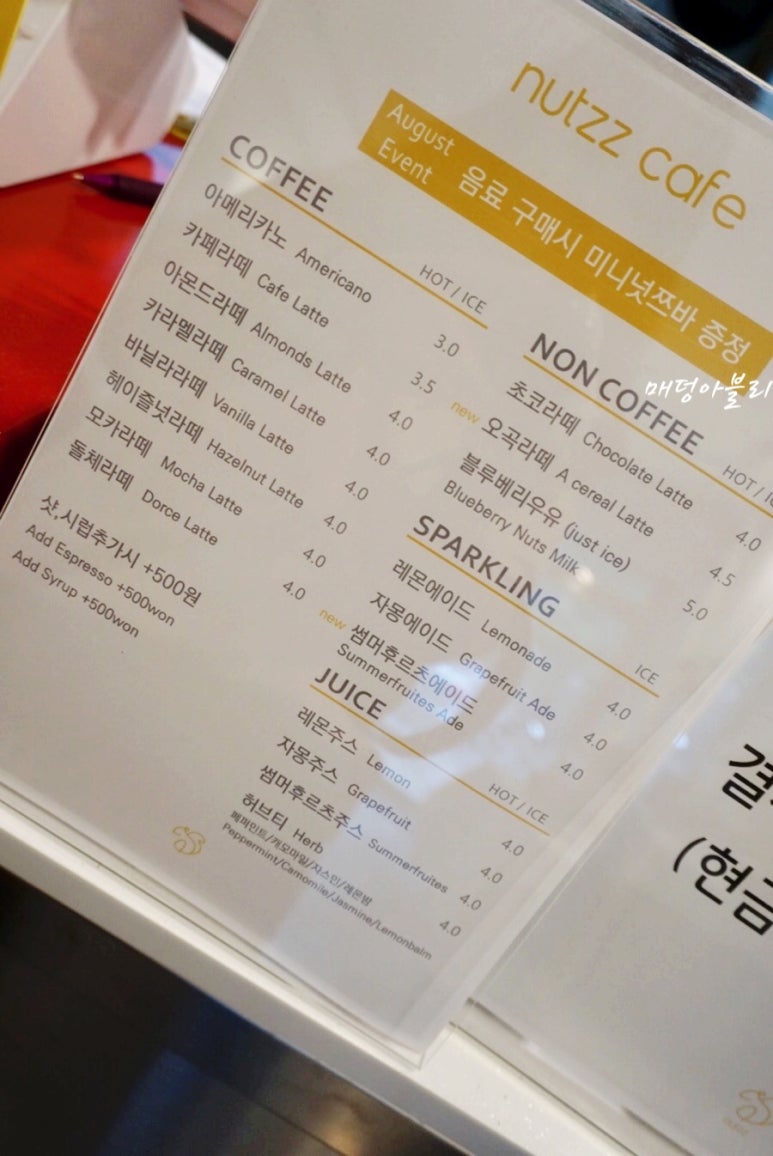 nutzz cafe
August Event 음료 구매시 미니넛쯔바 증정
COFFEE
HOT / ICE
아메리카노 Americano 3.0
카페라떼 Cafe Latte 3.5
아몬드라떼 Almonds Latte 4.0
카라멜라떼 Caramel Latte 4.0
바닐라라떼 Vanilla Latte 4.0
헤이즐넛라떼 Hazelnut Latte 4.0
모카라떼 Mocha Latte 4.0
돌체라떼 Dorce Latte 4.0
샷,시럽추가시 +500원
Add Espresso +500won
Add Syrup +500won
NON COFFEE
초코라떼 Chocolate Latte 4.0
new 오곡라떼 A cereal Latte 4.5
블루베리우유 (just ice) 5.0
Blueberry Nuts Milk
SPARKLING
ICE
레몬에이드 Lemonade 4.0
자몽에이드 Grapefruit Ade 4.0
new 썸머후르츠에이드 4.0
Summerfruites Ade
JUICE
HOT / ICE
레몬주스 Lemon 4.0
자몽주스 Grapefruit 4.0
썸머후르츠주스 Summerfruites 4.0
허브티 Herb 4.0
페퍼민트/캐모마일/자스민/레몬밤
Peppermint/Camomile/Jasmine/Lemonbalm
매덩아블리
(현금